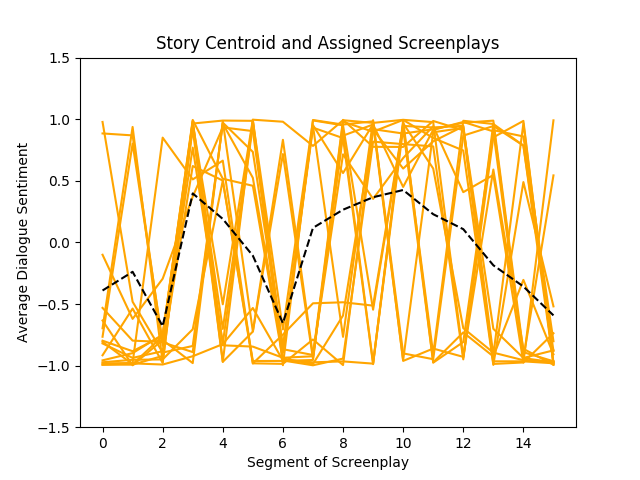 Story Centroid and Assigned Screenplays
1.5
1.0
0.5
0.0
−0.5
−1.0
−1.5
Average Dialogue Sentiment
0 2 4 6 8 10 12 14
Segment of Screenplay